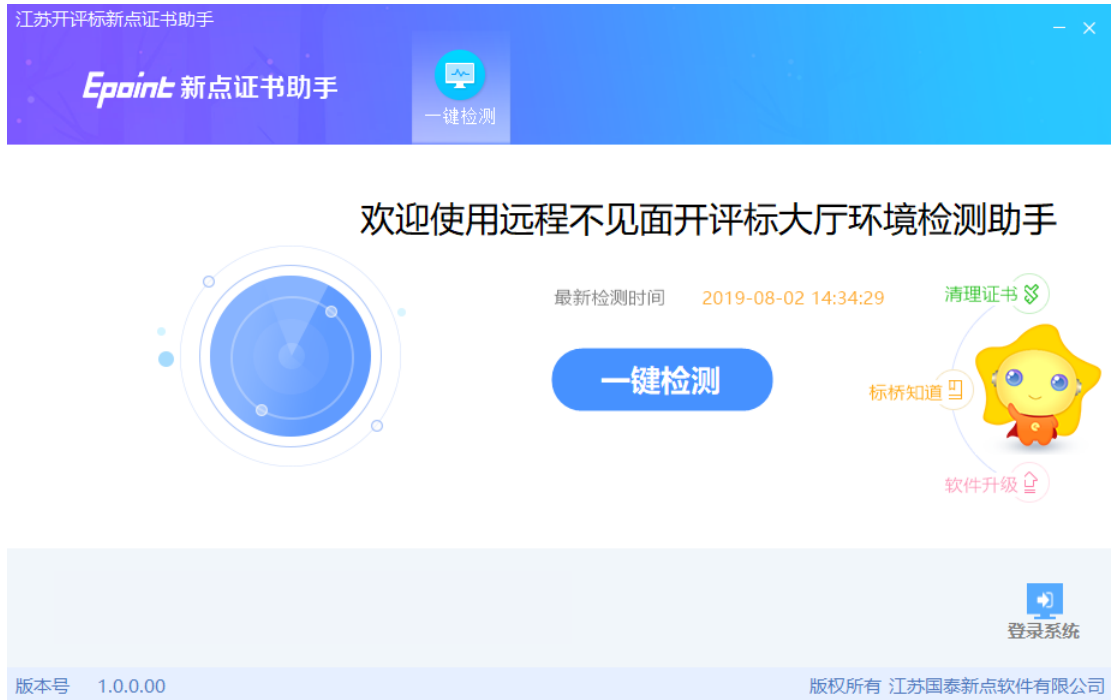 江苏开评标新点证书助手
Epoint 新点证书助手
一键检测
欢迎使用远程不见面开评标大厅环境检测助手
最新检测时间 2019-08-02 14:34:29
清理证书
一键检测
标桥知道
软件升级
登录系统
版本号 1.0.0.00
版权所有 江苏国泰新点软件有限公司